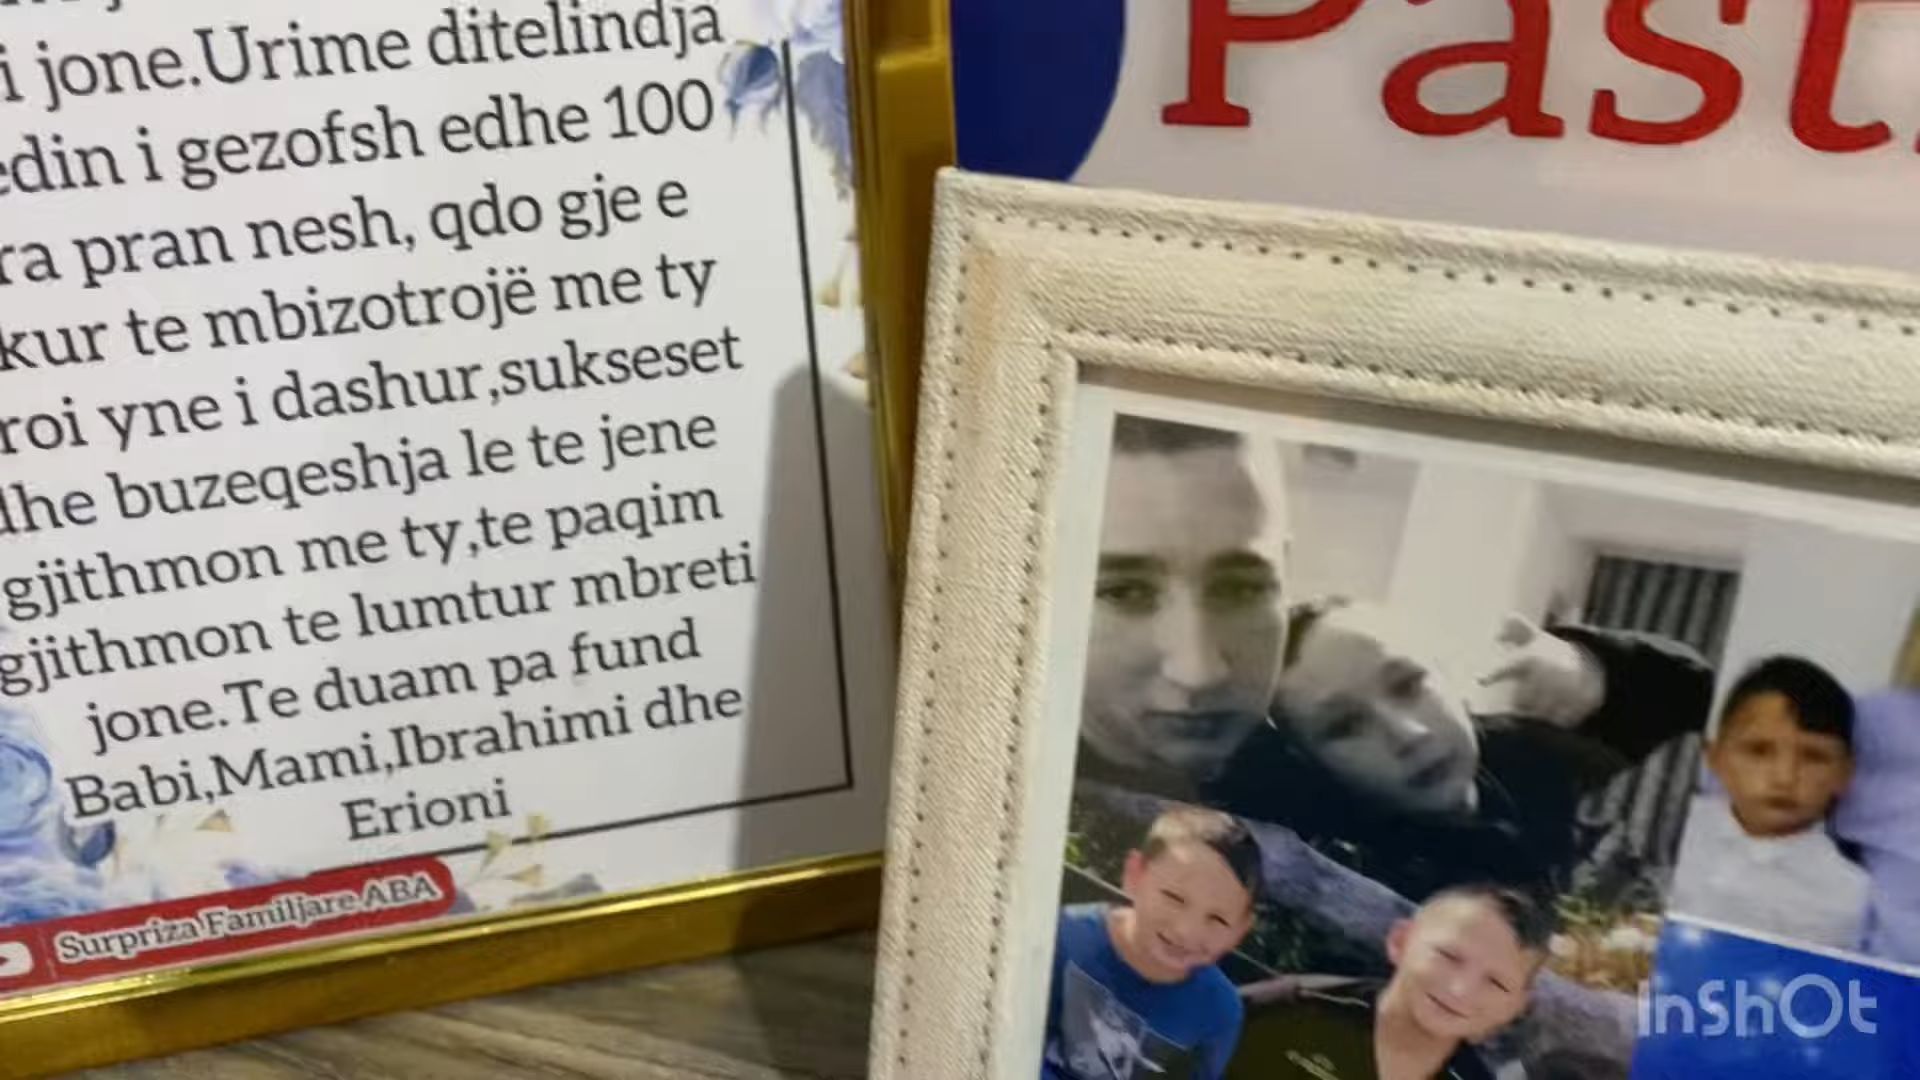 i jone.Urime ditelindja
edin i gezofsh edhe 100
ra pran nesh, qdo gje e
kur te mbizotrojë me ty
roi yne i dashur,sukseset
dhe buzeqeshja le te jene
gjithmon me ty,te paqim
gjithmon te lumtur mbreti
jone.Te duam pa fund
Babi,Mami,Ibrahimi dhe
Erioni
Surpriza Familjare ABA
Past
InShOt